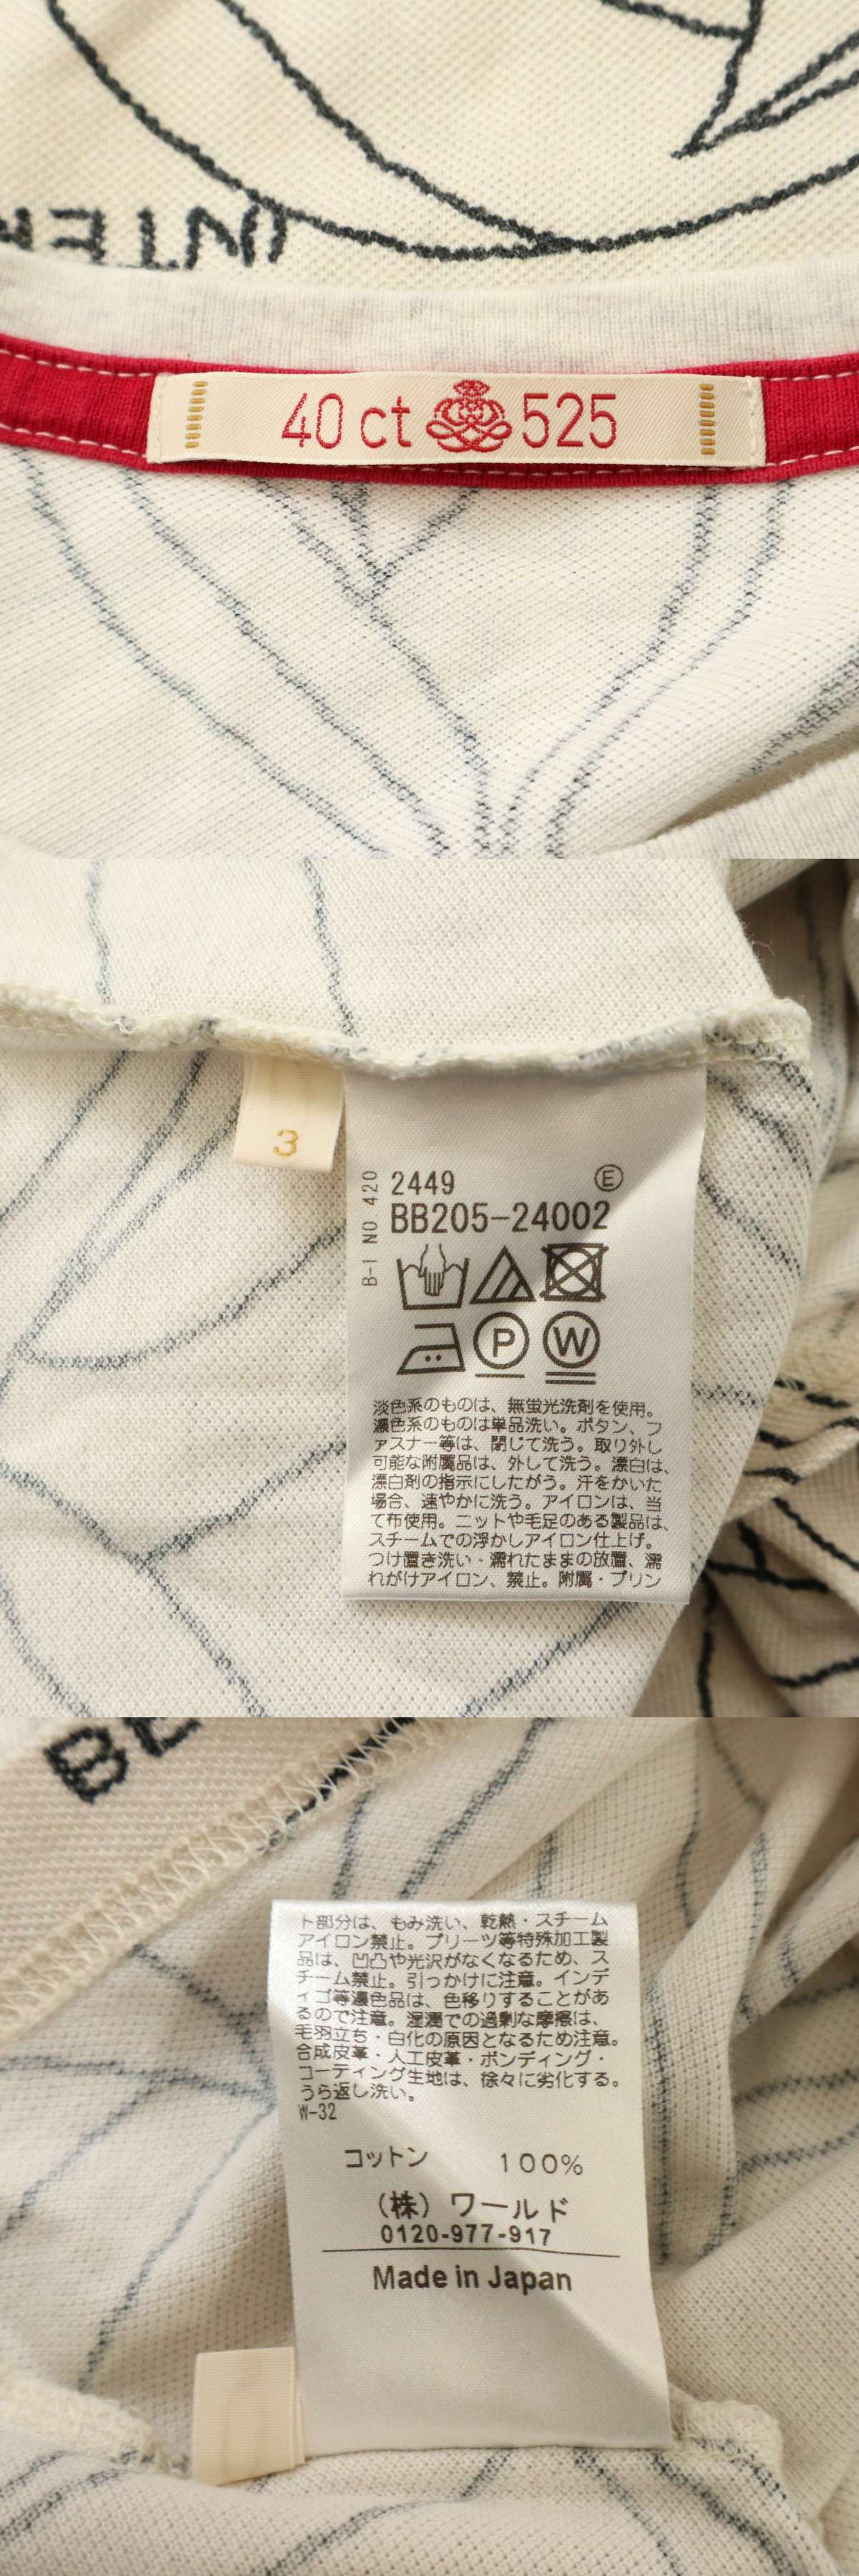 40 ct 525
3
B-I NO 420
2449 Ⓔ
BB205-24002
P W
淡色系のものは、無蛍光洗剤を使用。
濃色系のものは単品洗い。ボタン、フ
ァスナー等は、閉じて洗う。取り外し
可能な附属品は、外して洗う。漂白は、
漂白剤の指示にしたがう。汗をかいた
場合、速やかに洗う。アイロンは、当
て布使用。ニットや毛足のある製品は、
スチームでの浮かしアイロン仕上げ。
つけ置き洗い・濡れたままの放置、濡
れがけアイロン、禁止。附属・プリン
ト部分は、もみ洗い、乾熱・スチーム
アイロン禁止。プリーツ等特殊加工製
品は、凹凸や光沢がなくなるため、ス
チーム禁止。引っかけに注意。インデ
ィゴ等濃色品は、色移りすることがあ
るので注意。湿潤での過剰な摩擦は、
毛羽立ち・白化の原因となるため注意。
合成皮革・人工皮革・ボンディング・
コーティング生地は、徐々に劣化する。
うら返し洗い。
W-32
コットン 100%
（株）ワールド
0120-977-917
Made in Japan